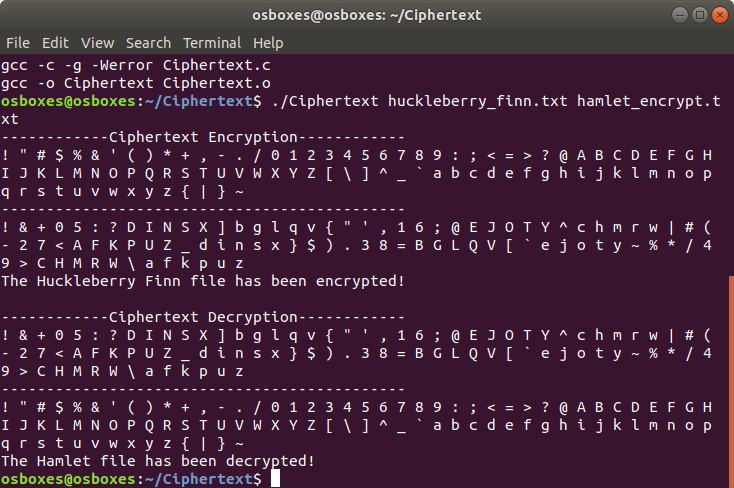 osboxes@osboxes: ~/Ciphertext
File Edit View Search Terminal Help
gcc -c -g -Werror Ciphertext.c
gcc -o Ciphertext Ciphertext.o
osboxes@osboxes:~/Ciphertext$ ./Ciphertext huckleberry_finn.txt hamlet_encrypt.t
xt
------------Ciphertext Encryption------------
! " # $ % & ' ( ) * + , - . / 0 1 2 3 4 5 6 7 8 9 : ; < = > ? @ A B C D E F G H
I J K L M N O P Q R S T U V W X Y Z [ \ ] ^ _ ` a b c d e f g h i j k l m n o p
q r s t u v w x y z { | } ~
---------------------------------------------
! & + 0 5 : ? D I N S X ] b g l q v { " ' , 1 6 ; @ E J O T Y ^ c h m r w | # (
- 2 7 < A F K P U Z _ d i n s x } $ ) . 3 8 = B G L Q V [ ` e j o t y ~ % * / 4
9 > C H M R W \ a f k p u z
The Huckleberry Finn file has been encrypted!
------------Ciphertext Decryption------------
! & + 0 5 : ? D I N S X ] b g l q v { " ' , 1 6 ; @ E J O T Y ^ c h m r w | # (
- 2 7 < A F K P U Z _ d i n s x } $ ) . 3 8 = B G L Q V [ ` e j o t y ~ % * / 4
9 > C H M R W \ a f k p u z
---------------------------------------------
! " # $ % & ' ( ) * + , - . / 0 1 2 3 4 5 6 7 8 9 : ; < = > ? @ A B C D E F G H
I J K L M N O P Q R S T U V W X Y Z [ \ ] ^ _ ` a b c d e f g h i j k l m n o p
q r s t u v w x y z { | } ~
The Hamlet file has been decrypted!
osboxes@osboxes:~/Ciphertext$